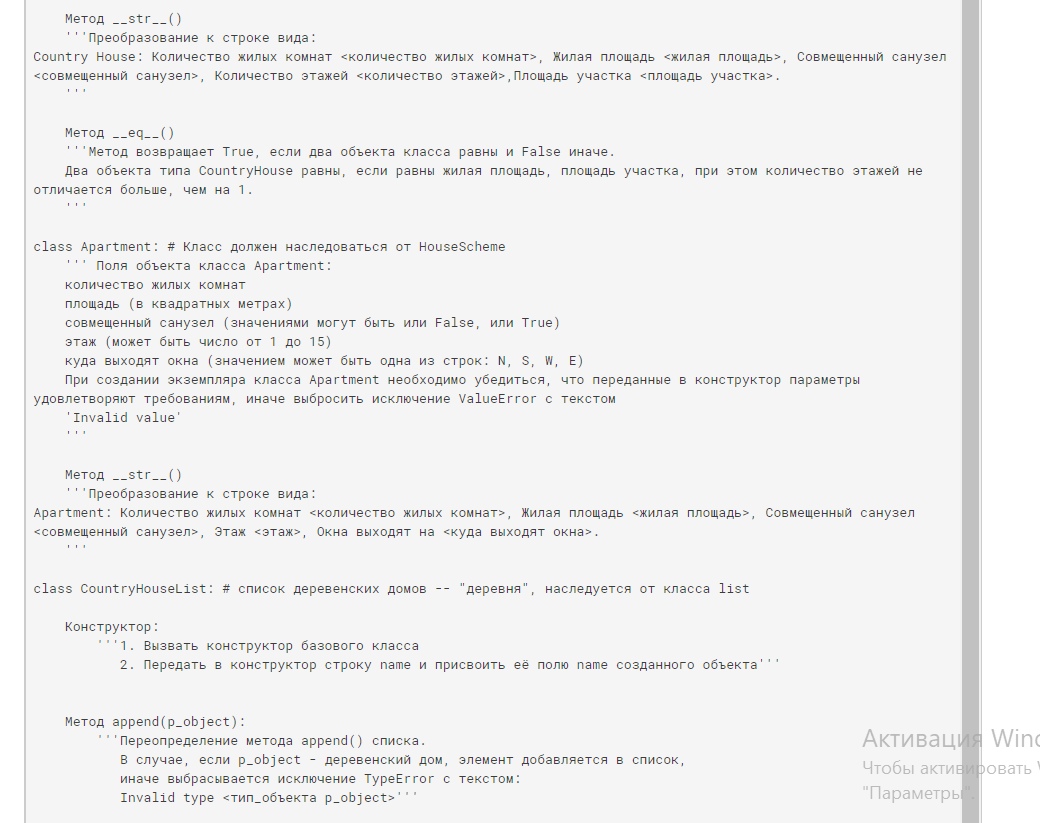 Метод __str__()
'''Преобразование к строке вида:
Country House: Количество жилых комнат <количество жилых комнат>, Жилая площадь <жилая площадь>, Совмещенный санузел
<совмещенный санузел>, Количество этажей <количество этажей>,Площадь участка <площадь участка>.
'''
Метод __eq__()
'''Метод возвращает True, если два объекта класса равны и False иначе.
Два объекта типа CountryHouse равны, если равны жилая площадь, площадь участка, при этом количество этажей не
отличается больше, чем на 1.
'''
class Apartment: # Класс должен наследоваться от HouseScheme
''' Поля объекта класса Apartment:
количество жилых комнат
площадь (в квадратных метрах)
совмещенный санузел (значениями могут быть или False, или True)
этаж (может быть число от 1 до 15)
куда выходят окна (значением может быть одна из строк: N, S, W, E)
При создании экземпляра класса Apartment необходимо убедиться, что переданные в конструктор параметры
удовлетворяют требованиям, иначе выбросить исключение ValueError с текстом
'Invalid value'
'''
Метод __str__()
'''Преобразование к строке вида:
Apartment: Количество жилых комнат <количество жилых комнат>, Жилая площадь <жилая площадь>, Совмещенный санузел
<совмещенный санузел>, Этаж <этаж>, Окна выходят на <куда выходят окна>.
'''
class CountryHouseList: # список деревенских домов -- "деревня", наследуется от класса list
Конструктор:
'''1. Вызвать конструктор базового класса
2. Передать в конструктор строку name и присвоить её полю name созданного объекта'''
Метод append(p_object):
'''Переопределение метода append() списка.
В случае, если p_object - деревенский дом, элемент добавляется в список,
иначе выбрасывается исключение TypeError с текстом:
Invalid type <тип_объекта p_object>'''
Активация Wind
Чтобы активировать
"Параметры".